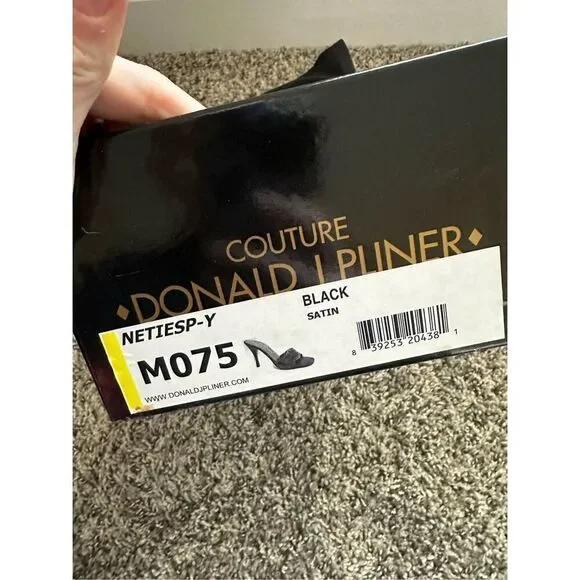 COUTURE
♦DONALD J PLINER♦
NETIESP-Y
BLACK
SATIN
M075
WWW.DONALDJPLINER.COM
8 39253 20438 1